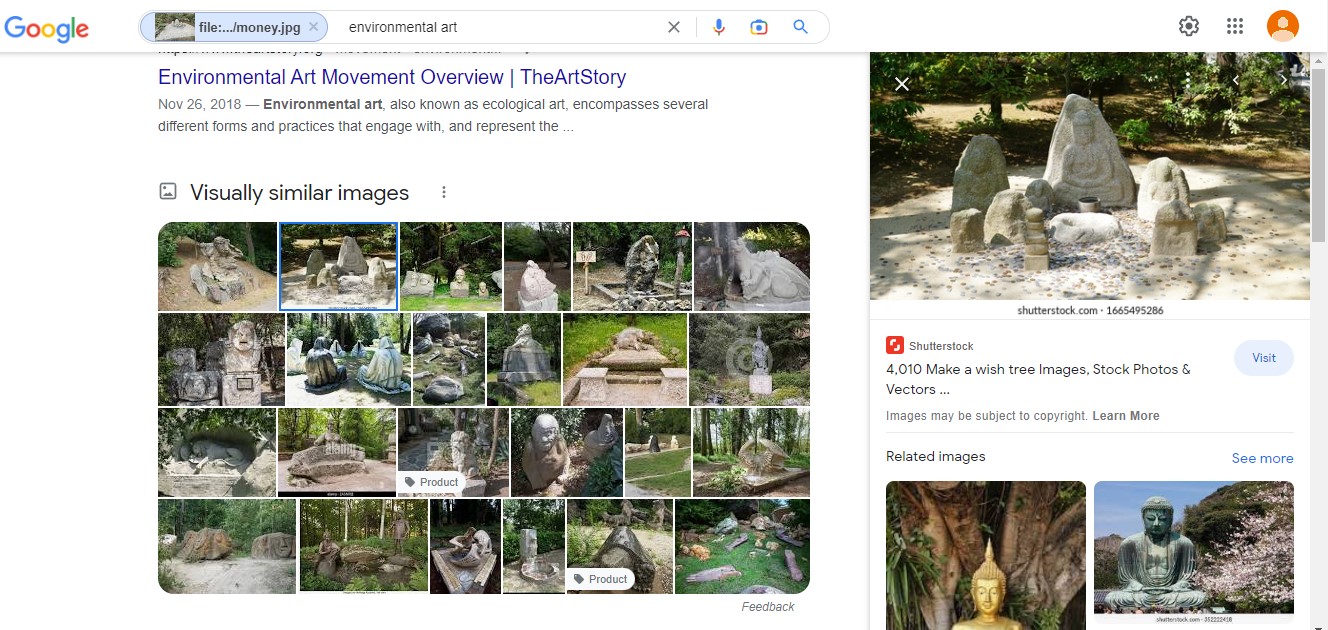 Google
file:.../money.jpg
environmental art
Environmental Art Movement Overview | TheArtStory
Nov 26, 2018 — Environmental art, also known as ecological art, encompasses several
different forms and practices that engage with, and represent the ...
Visually similar images
Product
Product
Feedback
shutterstock.com · 1665495286
Shutterstock
4,010 Make a wish tree Images, Stock Photos &
Vectors ...
Visit
Images may be subject to copyright. Learn More
Related images
See more
shutterstock.com · 352222418